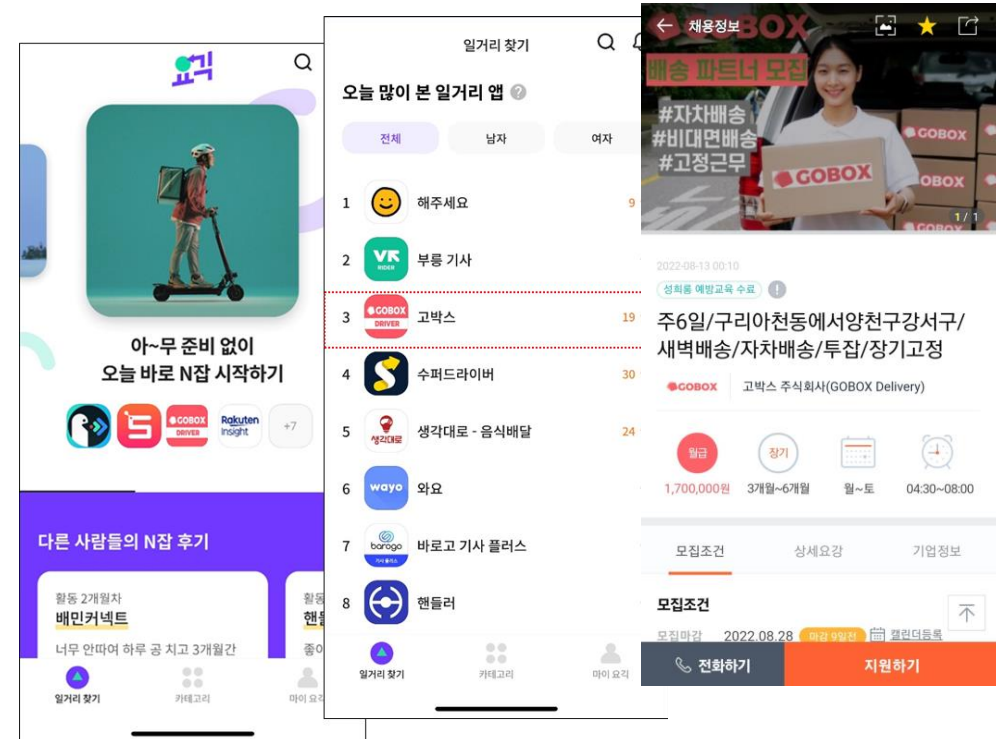 요긱
아~무 준비 없이
오늘 바로 N잡 시작하기
GOBOX
DRIVER
Rakuten
Insight
+7
다른 사람들의 N잡 후기
활동 2개월차
배민커넥트
너무 안따여 하루 공 치고 3개월간
활동
핸들
좋아
일거리 찾기
카테고리
마이 요긱
일거리 찾기
오늘 많이 본 일거리 앱 ?
전체
남자
여자
1 해주세요 9
2 VR RIDER 부릉 기사
3 GOBOX DRIVER 고박스 19
4 수퍼드라이버 30
5 생각대로 생각대로 - 음식배달 24
6 wayo 와요
7 barogo 기사 플러스 바로고 기사 플러스
8 핸들러
일거리 찾기
카테고리
마이 요긱
채용정보
GOBOX
배송 파트너 모집
#자차배송
#비대면배송
#고정근무
GOBOX
GOBOX
OBOX
1 / 1
2022-08-13 00:10
성희롱 예방교육 수료 !
주6일/구리아천동에서양천구강서구/
새벽배송/자차배송/투잡/장기고정
GOBOX 고박스 주식회사(GOBOX Delivery)
월급
장기
1,700,000원
3개월~6개월
월~토
04:30~08:00
모집조건
상세요강
기업정보
모집조건
모집마감 2022.08.28 마감 9일전 캘린더등록
전화하기
지원하기